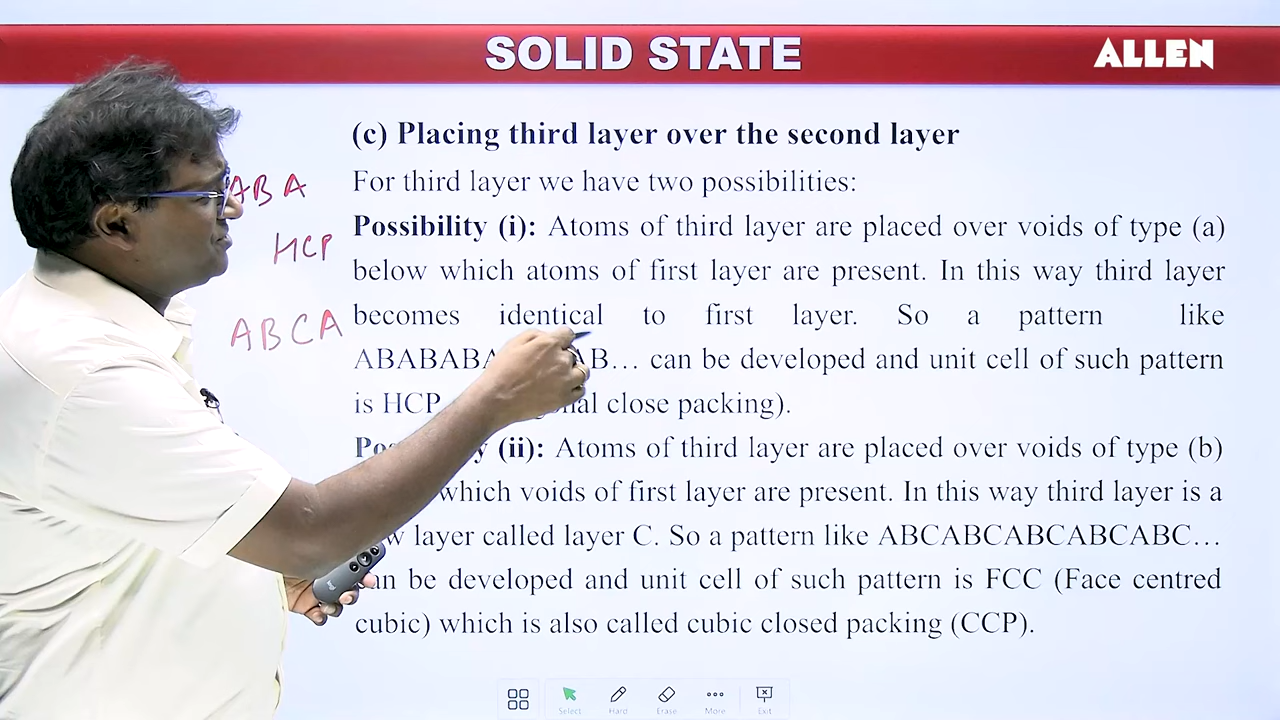 SOLID STATE
ALLEN
(c) Placing third layer over the second layer
For third layer we have two possibilities:
Possibility (i): Atoms of third layer are placed over voids of type (a)
below which atoms of first layer are present. In this way third layer
becomes identical to first layer. So a pattern like
ABABABA AB... can be developed and unit cell of such pattern
is HCP close packing).
(ii): Atoms of third layer are placed over voids of type (b)
which voids of first layer are present. In this way third layer is a
layer called layer C. So a pattern like ABCABCABCABCABC...
can be developed and unit cell of such pattern is FCC (Face centred
cubic) which is also called cubic closed packing (CCP).
ABA
HCP
ABCA
Select Hard Erase More Exit